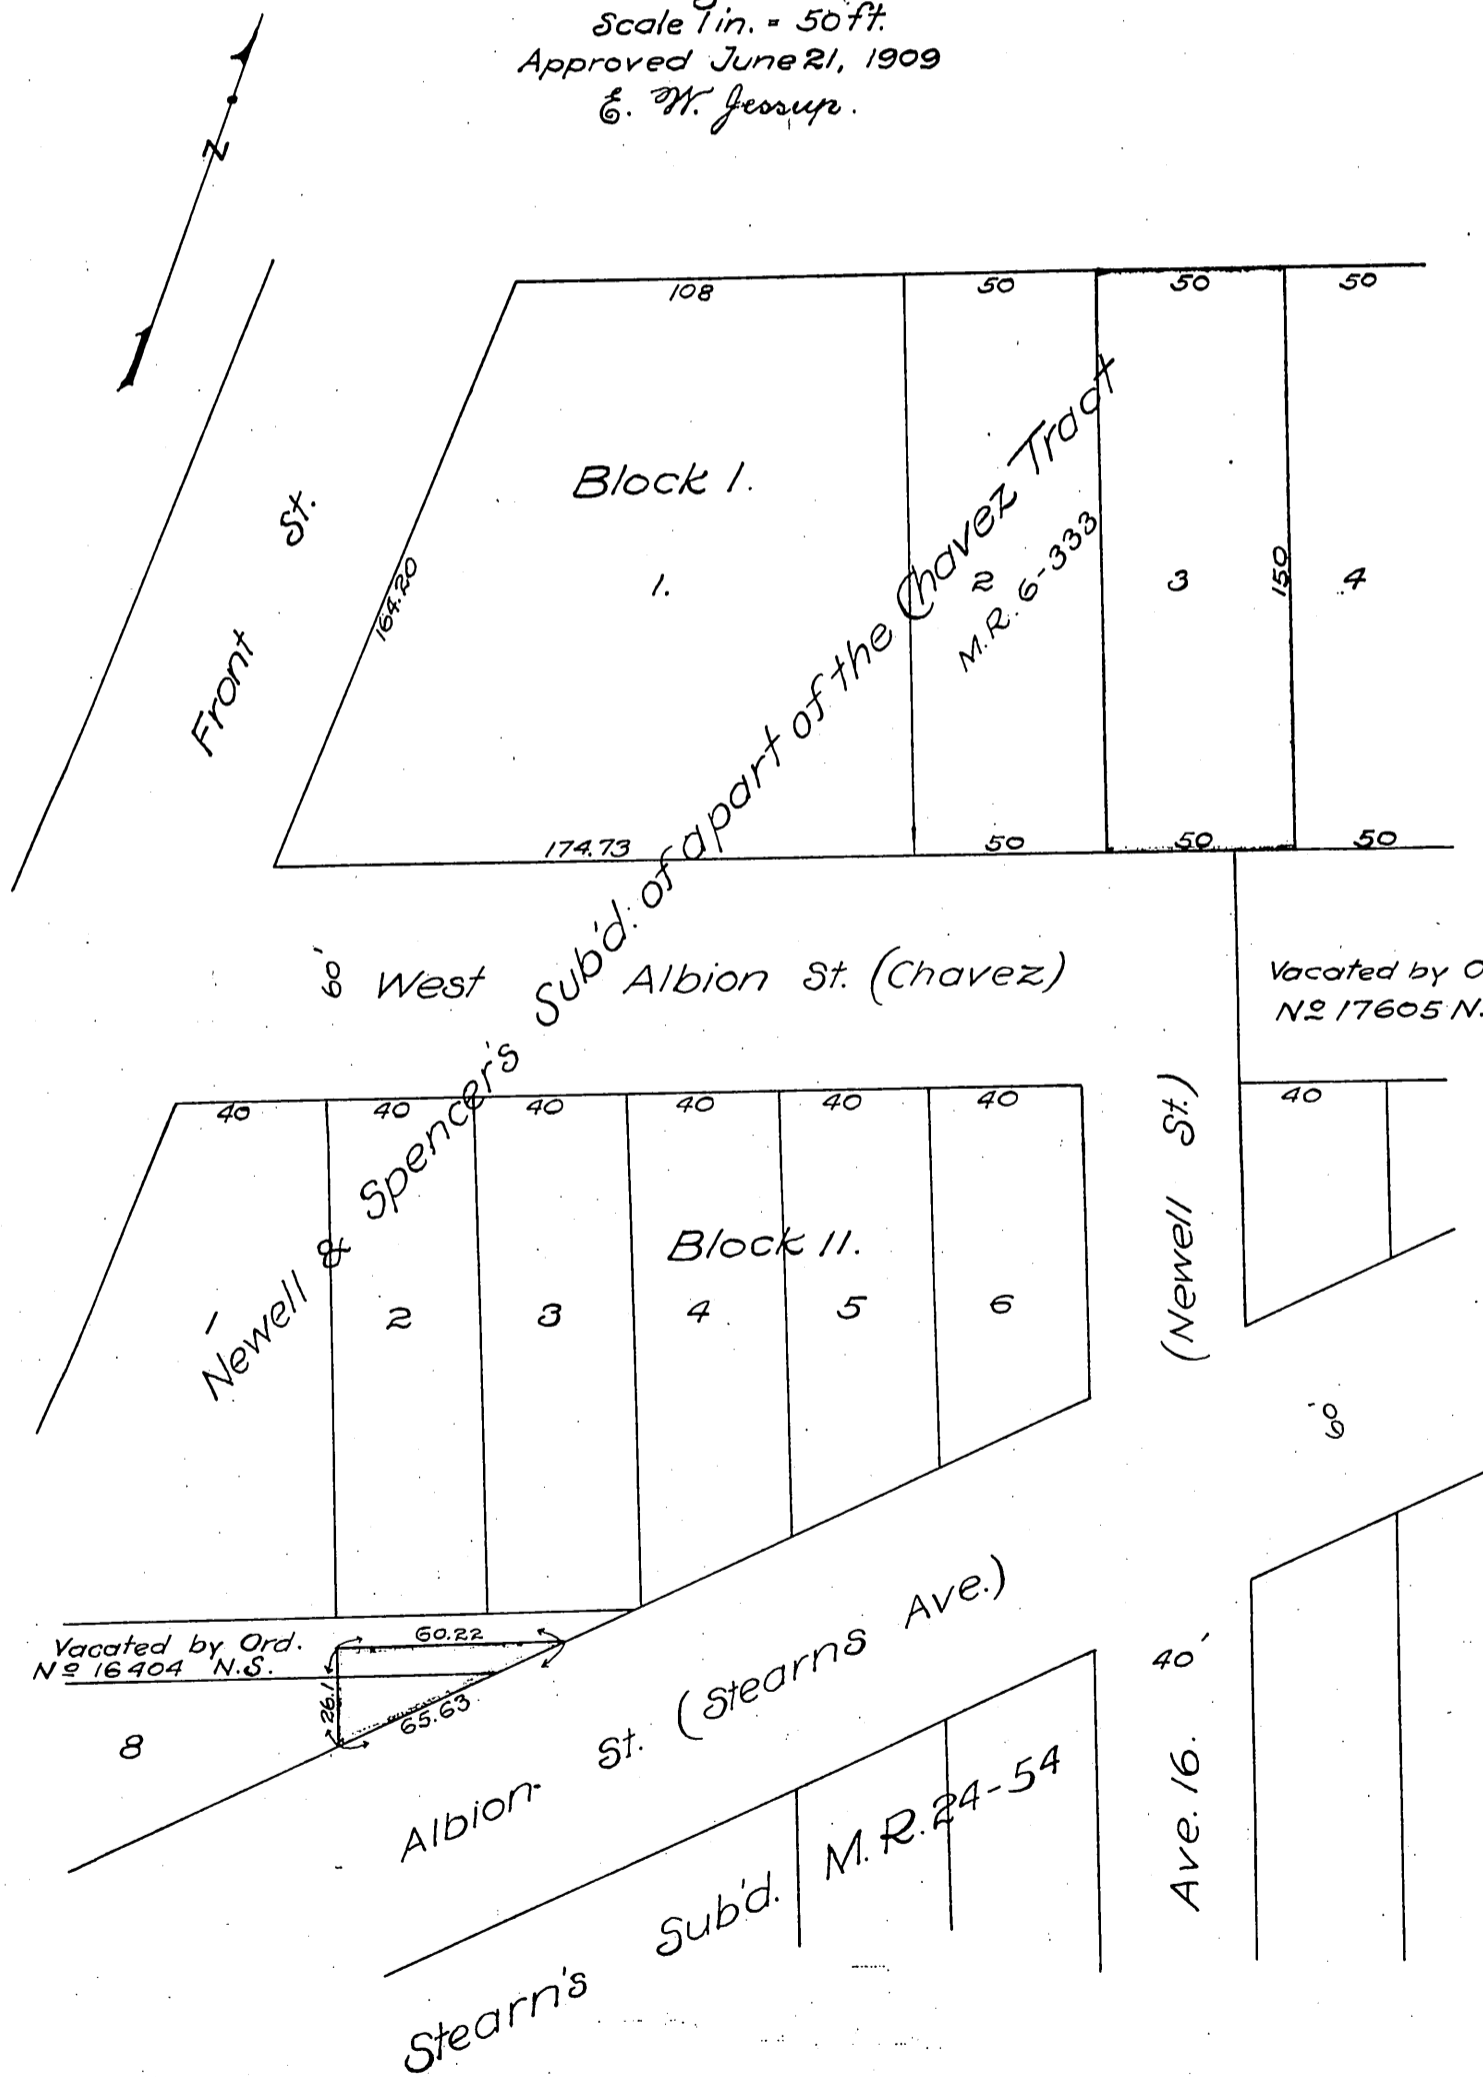 Scale 1 in. = 50 ft.
Approved June 21, 1909
E. W. Jessup.
N
108
50
50
50
Block 1.
164.20
1.
2
3
150
4
Front St.
174.73
50
50
50
Newell & Spencer's Sub'd. of a part of the Chavez Tract
M.R. 6-333
60'
West Albion St. (Chavez)
Vacated by
Nº 17605 N.
40
40
40
40
40
40
40
(Newell St.)
Block 11.
1
2
3
4
5
6
60'
Vacated by Ord.
Nº 16404 N.S.
60.22
26.1
65.63
8
Albion St. (Stearns Ave.)
40'
Ave. 16.
Stearn's Sub'd. M.R. 24-54